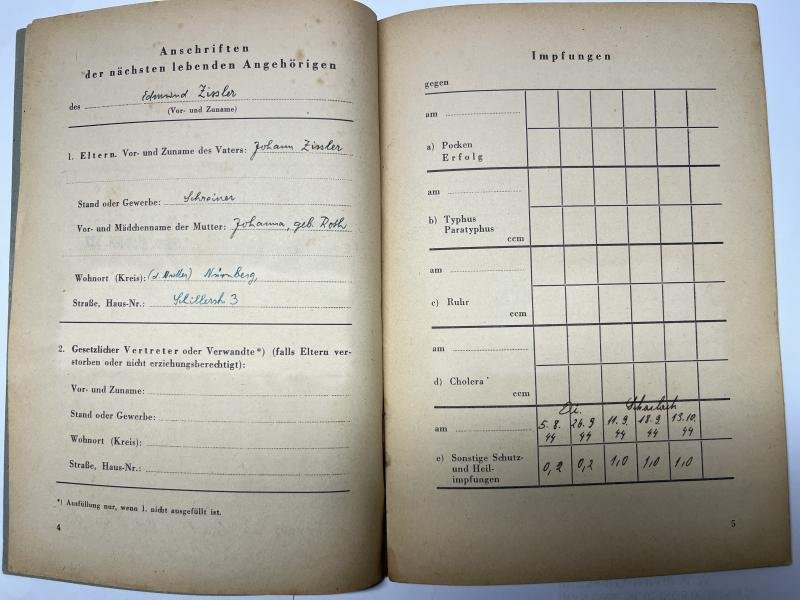 Anschriften
der nächsten lebenden Angehörigen
des Edmund Zissler
(Vor- und Zuname)
1. Eltern. Vor- und Zuname des Vaters: Johann Zissler
Stand oder Gewerbe: Schreiner
Vor- und Mädchenname der Mutter: Johanna, geb. Roth
Wohnort (Kreis): (d. Mutter) Nürnberg,
Straße, Haus-Nr.: Schillerstr. 3
2. Gesetzlicher Vertreter oder Verwandte*) (falls Eltern ver-
storben oder nicht erziehungsberechtigt):
Vor- und Zuname:
Stand oder Gewerbe:
Wohnort (Kreis):
Straße, Haus-Nr.:
*) Ausfüllung nur, wenn 1. nicht ausgefüllt ist.
4
Impfungen
gegen
am
a) Pocken
Erfolg
am
b) Typhus
Paratyphus
ccm
am
c) Ruhr
ccm
am
d) Cholera
ccm
Di. Scharlach
am 5.8. 26.9 11.9. 18.9. 13.10.
44 44 44 44 44
e) Sonstige Schutz-
und Heil-
impfungen
0,2 0,2 1,0 1,0 1,0
5